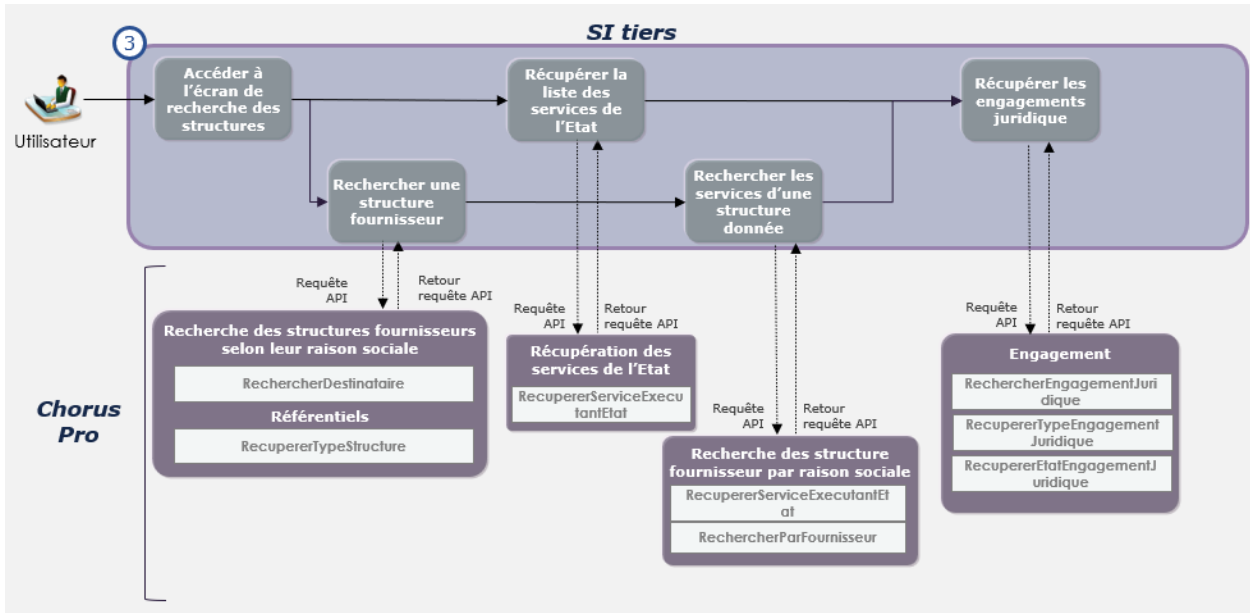 SI tiers
3
Utilisateur
Accéder à
l'écran de
recherche des
structures
Récupérer la
liste des
services de
l'Etat
Récupérer les
engagements
juridique
Rechercher une
structure
fournisseur
Rechercher les
services d'une
structure
donnée
Chorus
Pro
Requête
API
Retour
requête API
Recherche des structures fournisseurs
selon leur raison sociale
RechercherDestinataire
Référentiels
RecupererTypeStructure
Requête
API
Retour
requête API
Récupération des
services de l'Etat
RecupererServiceExecu
tantEtat
Requête
API
Retour
requête API
Recherche des structure
fournisseur par raison sociale
RecupererServiceExecutantEt
at
RechercherParFournisseur
Requête
API
Retour
requête API
Engagement
RechercherEngagementJuri
dique
RecupererTypeEngagement
Juridique
RecupererEtatEngagementJ
uridique